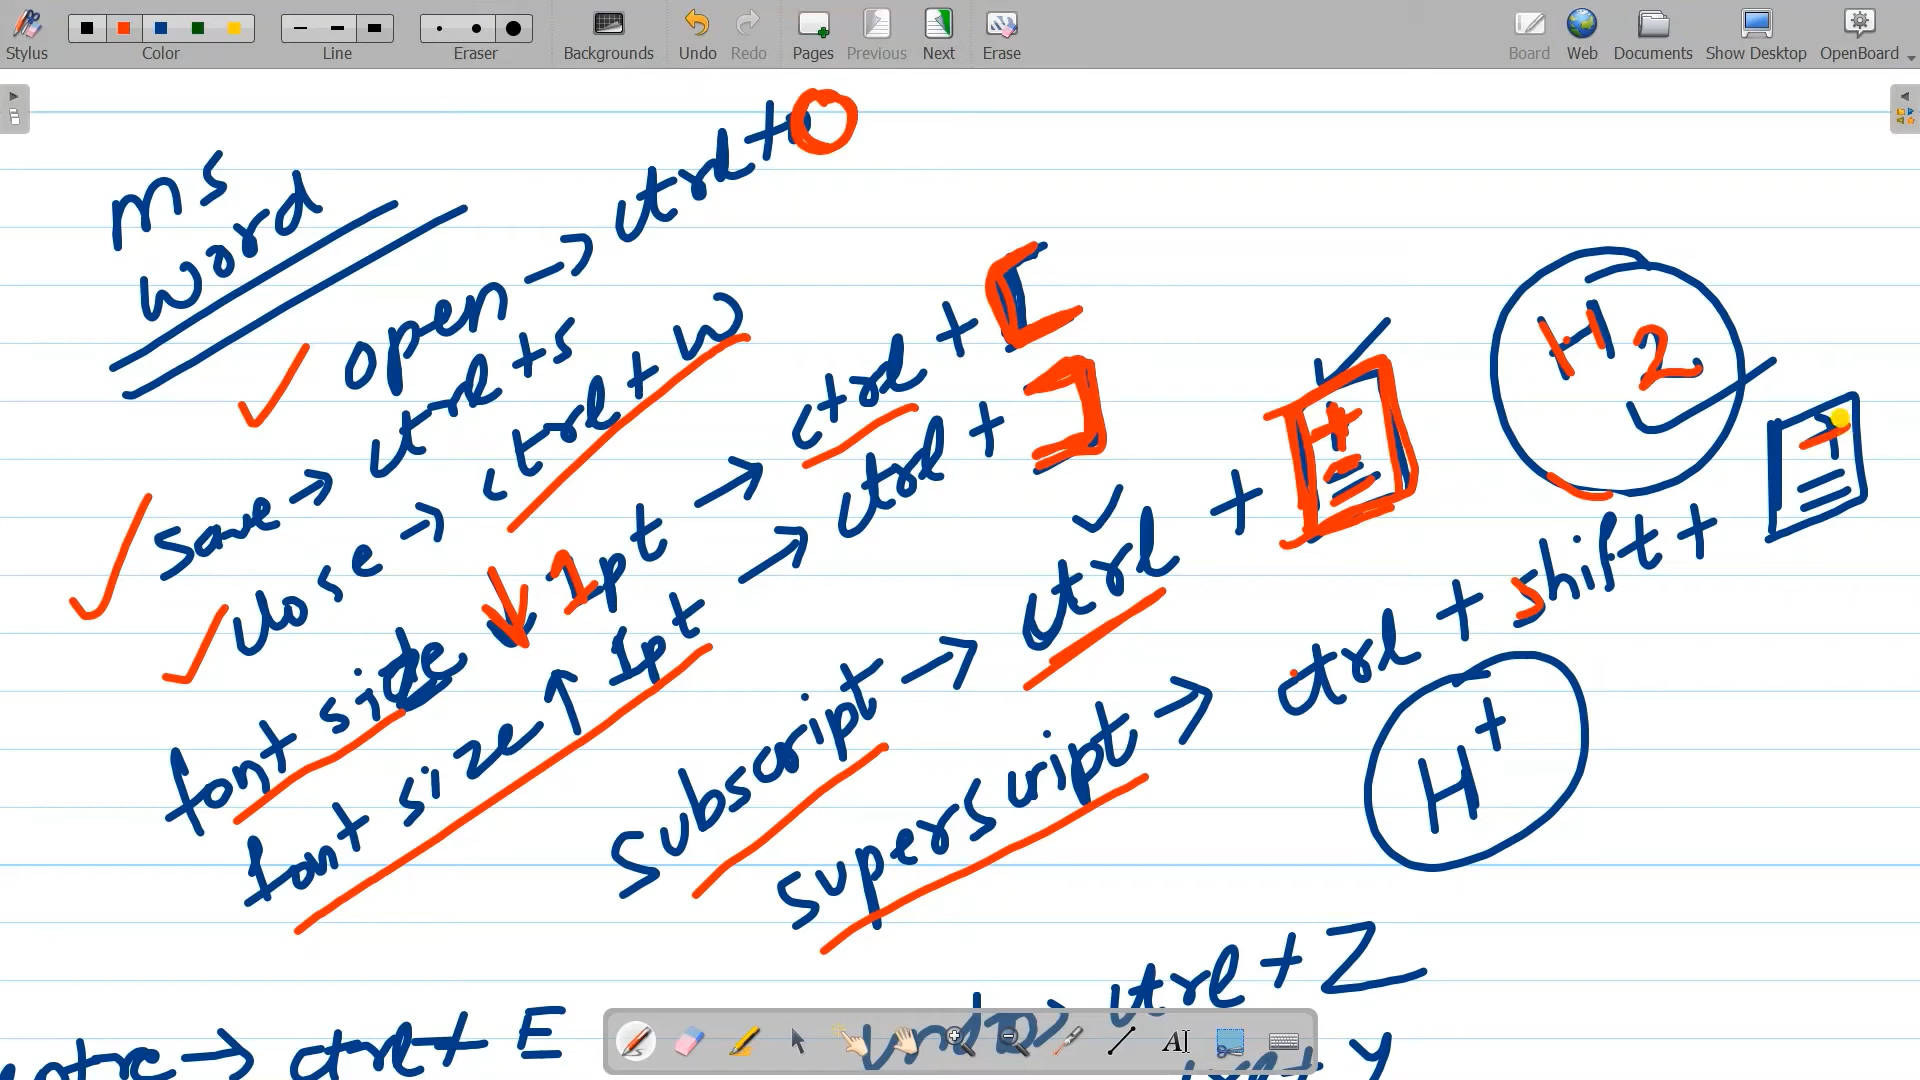 Stylus
Color
Line
Eraser
Backgrounds
Undo
Redo
Pages
Previous
Next
Erase
Board
Web
Documents
Show Desktop
OpenBoard
ms
word
open → ctrl + O
save → ctrl + s
close → ctrl + w
font size ↓ 1pt → ctrl + [
font size ↑ 1pt → ctrl + ]
subscript → ctrl + + =
H2
superscript → ctrl + shift + + =
H+
→ ctrl + E
undo → ctrl + Z
+ y